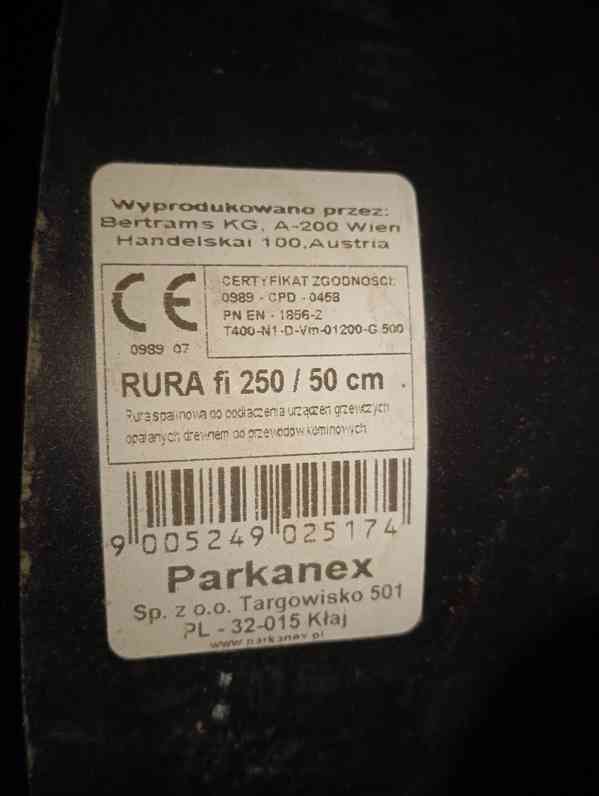 Wyprodukowano przez:
Bertrams KG, A-200 Wien
Handelskai 100,Austria
CE
0989 07
CERTYFIKAT ZGODNOŚCI:
0989 - CPD - 0458
PN EN - 1856-2
T400-N1-D-Vm-01200-G 500
RURA fi 250 / 50 cm
Rura spalinowa do podłączenia urządzeń grzewczych
opalanych drewnem do przewodów kominowych
9 005249 025174
Parkanex
Sp. z o.o. Targowisko 501
PL - 32-015 Kłaj
www.parkanex.pl